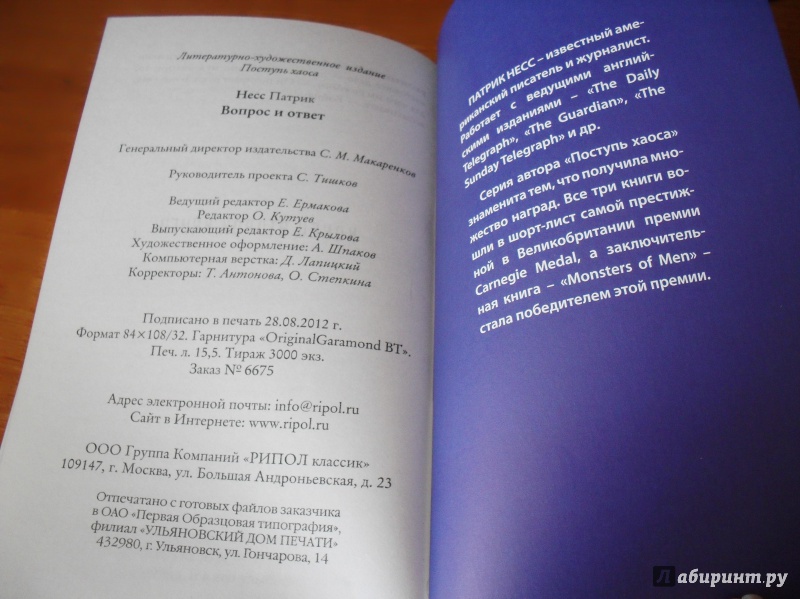 Литературно-художественное издание
Поступь хаоса
Несс Патрик
Вопрос и ответ
Генеральный директор издательства С. М. Макаренков
Руководитель проекта С. Тишков
Ведущий редактор Е. Ермакова
Редактор О. Кутуев
Выпускающий редактор Е. Крылова
Художественное оформление: А. Шпаков
Компьютерная верстка: Д. Лапицкий
Корректоры: Т. Антонова, О. Степкина
Подписано в печать 28.08.2012 г.
Формат 84×108/32. Гарнитура «OriginalGaramond BT».
Печ. л. 15,5. Тираж 3000 экз.
Заказ № 6675
Адрес электронной почты: info@ripol.ru
Сайт в Интернете: www.ripol.ru
ООО Группа Компаний «РИПОЛ классик»
109147, г. Москва, ул. Большая Андроньевская, д. 23
Отпечатано с готовых файлов заказчика
в ОАО «Первая Образцовая типография»,
филиал «УЛЬЯНОВСКИЙ ДОМ ПЕЧАТИ»
432980, г. Ульяновск, ул. Гончарова, 14
ПАТРИК НЕСС – известный аме-
риканский писатель и журналист.
Работает с ведущими англий-
скими изданиями – «The Daily
Telegraph», «The Guardian», «The
Sunday Telegraph» и др.
Серия автора «Поступь хаоса»
знаменита тем, что получила мно-
жество наград. Все три книги во-
шли в шорт-лист самой престиж-
ной в Великобритании премии
Carnegie Medal, а заключитель-
ная книга – «Monsters of Men» –
стала победителем этой премии.
Лабиринт.ру